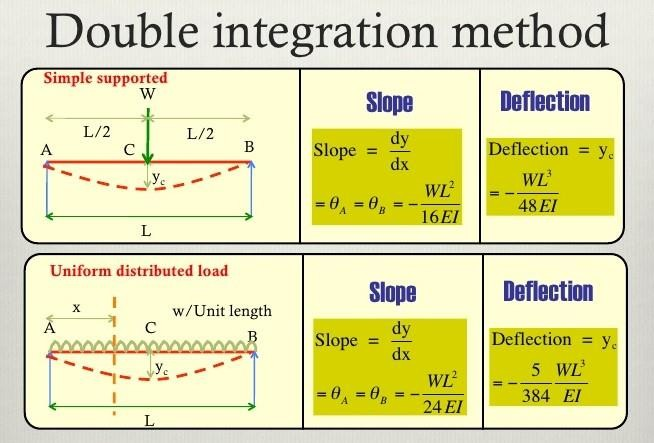 Double integration method
Simple supported
W
L/2
L/2
A
C
B
y_c
L
Slope
Slope = dy/dx
= θ_A = θ_B = - WL²/16EI
Deflection
Deflection = y_c
= - WL³/48EI
Uniform distributed load
x
w/Unit length
A
C
B
y_c
L
Slope
Slope = dy/dx
= θ_A = θ_B = - WL²/24EI
Deflection
Deflection = y_c
= - 5/384 WL³/EI